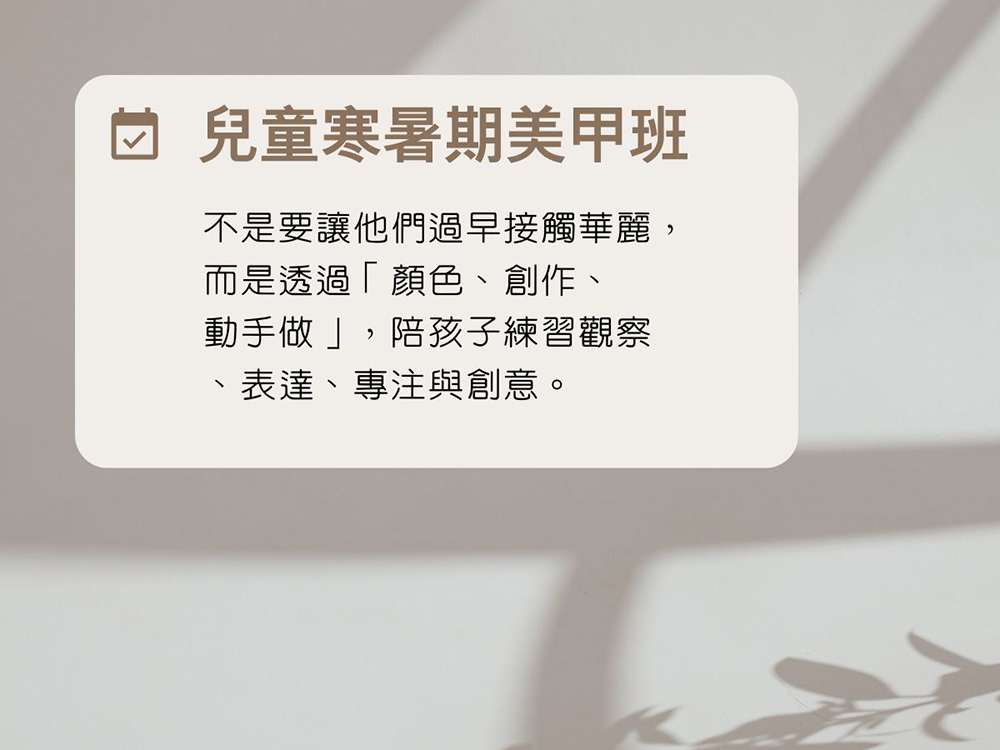 兒童寒暑期美甲班
不是要讓他們過早接觸華麗，
而是透過「顏色、創作、
動手做」，陪孩子練習觀察
、表達、專注與創意。